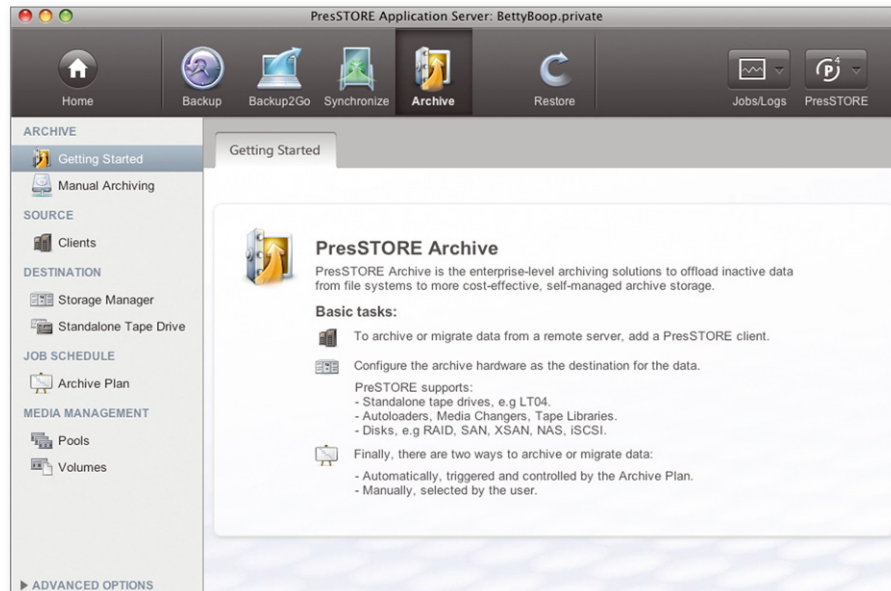 PresSTORE Application Server: BettyBoop.private
Home
Backup
Backup2Go
Synchronize
Archive
Restore
Jobs/Logs
PresSTORE
P4
ARCHIVE
Getting Started
Manual Archiving
SOURCE
Clients
DESTINATION
Storage Manager
Standalone Tape Drive
JOB SCHEDULE
Archive Plan
MEDIA MANAGEMENT
Pools
Volumes
ADVANCED OPTIONS
Getting Started
PresSTORE Archive
PresSTORE Archive is the enterprise-level archiving solutions to offload inactive data
from file systems to more cost-effective, self-managed archive storage.
Basic tasks:
To archive or migrate data from a remote server, add a PresSTORE client.
Configure the archive hardware as the destination for the data.
PreSTORE supports:
- Standalone tape drives, e.g LT04.
- Autoloaders, Media Changers, Tape Libraries.
- Disks, e.g RAID, SAN, XSAN, NAS, iSCSI.
Finally, there are two ways to archive or migrate data:
- Automatically, triggered and controlled by the Archive Plan.
- Manually, selected by the user.